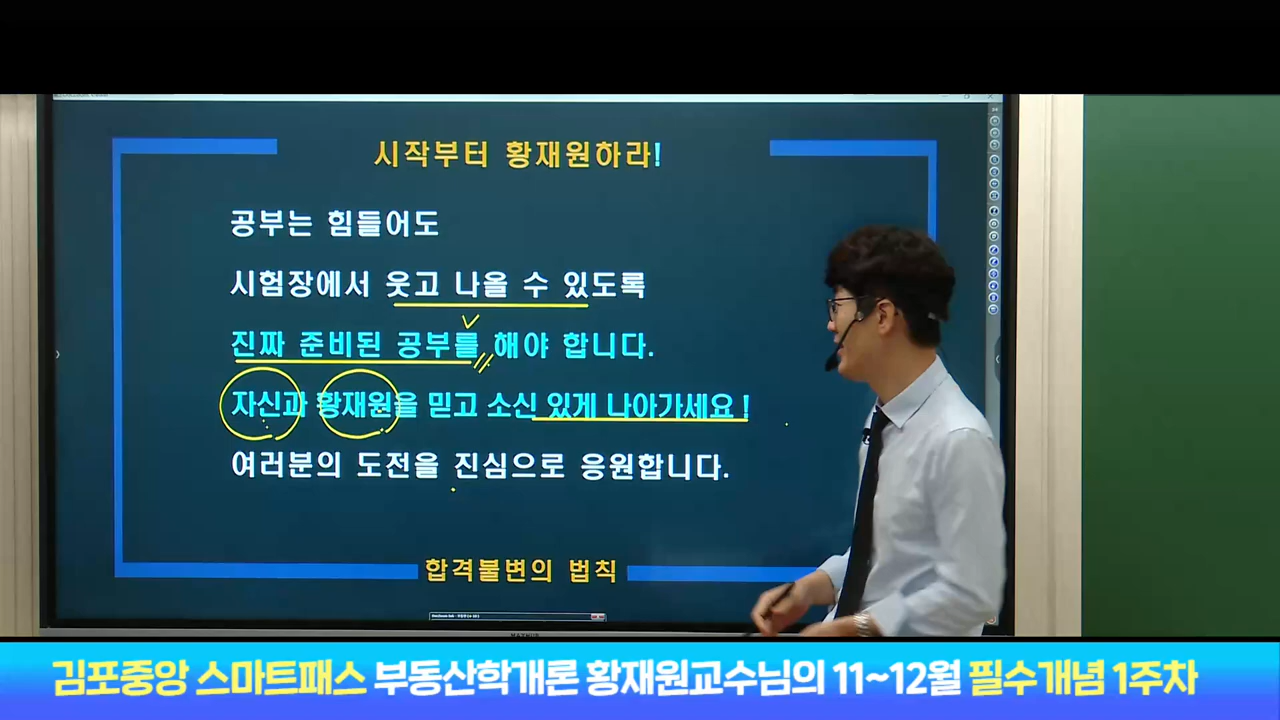 시작부터 황재원하라!
공부는 힘들어도
시험장에서 웃고 나올 수 있도록
진짜 준비된 공부를 해야 합니다.
자신과 황재원을 믿고 소신 있게 나아가세요!
여러분의 도전을 진심으로 응원합니다.
합격불변의 법칙
김포중앙 스마트패스 부동산학개론 황재원교수님의 11~12월 필수개념 1주차